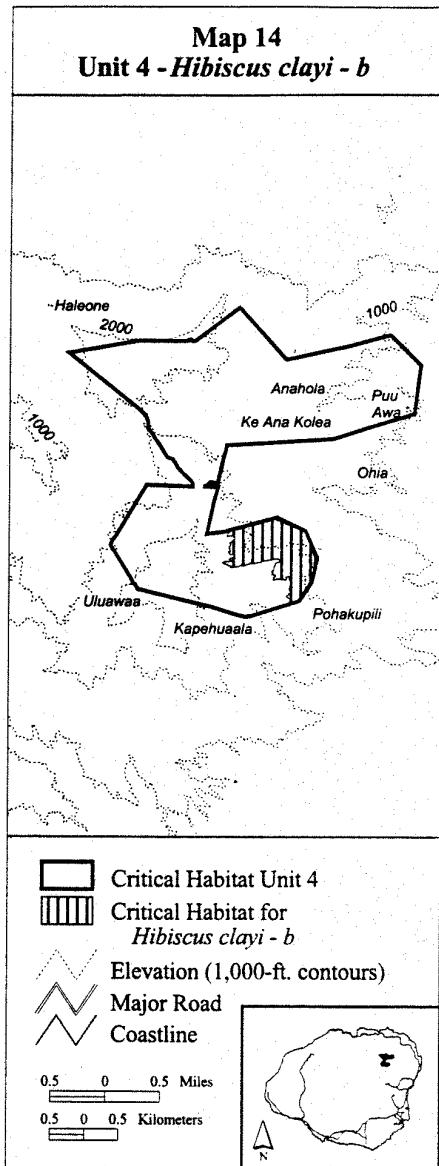 Map 14
Unit 4 - Hibiscus clayi - b
Haleone
2000
1000
Anahola
Puu
Awa
Ke Ana Kolea
1000
Ohia
Uluawaa
Pohakupili
Kapehuaala
Critical Habitat Unit 4
Critical Habitat for
Hibiscus clayi - b
Elevation (1,000-ft. contours)
Major Road
Coastline
0.5 0 0.5 Miles
0.5 0 0.5 Kilometers
N